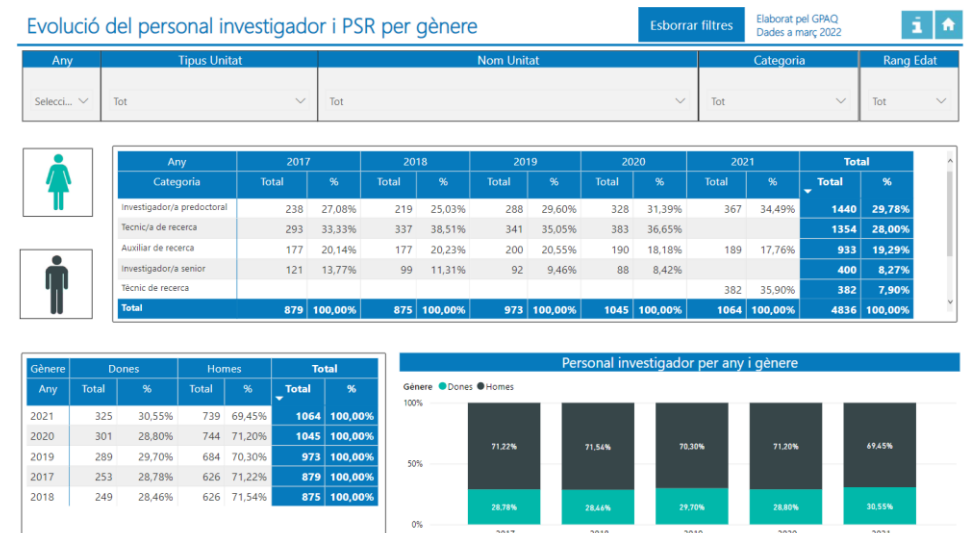 Evolució del personal investigador i PSR per gènere
Esborrar filtres
Elaborat pel GPAQ
Dades a març 2022
Any Tipus Unitat Nom Unitat Categoria Rang Edat
Selecci... Tot Tot Tot Tot
Any 2017 2018 2019 2020 2021 Total
Categoria Total % Total % Total % Total % Total % Total %
Investigador/a predoctoral 238 27,08% 219 25,03% 288 29,60% 328 31,39% 367 34,49% 1440 29,78%
Tecnic/a de recerca 293 33,33% 337 38,51% 341 35,05% 383 36,65% 1354 28,00%
Auxiliar de recerca 177 20,14% 177 20,23% 200 20,55% 190 18,18% 189 17,76% 933 19,29%
Investigador/a senior 121 13,77% 99 11,31% 92 9,46% 88 8,42% 400 8,27%
Tècnic de recerca 382 35,90% 382 7,90%
Total 879 100,00% 875 100,00% 973 100,00% 1045 100,00% 1064 100,00% 4836 100,00%
Gènere Dones Homes Total
Any Total % Total % Total %
2021 325 30,55% 739 69,45% 1064 100,00%
2020 301 28,80% 744 71,20% 1045 100,00%
2019 289 29,70% 684 70,30% 973 100,00%
2017 253 28,78% 626 71,22% 879 100,00%
2018 249 28,46% 626 71,54% 875 100,00%
Personal investigador per any i gènere
Gènere Dones Homes
100%
71,22% 71,54% 70,30% 71,20% 69,45%
50%
28,78% 28,46% 29,70% 28,80% 30,55%
0%
2017 2018 2019 2020 2021